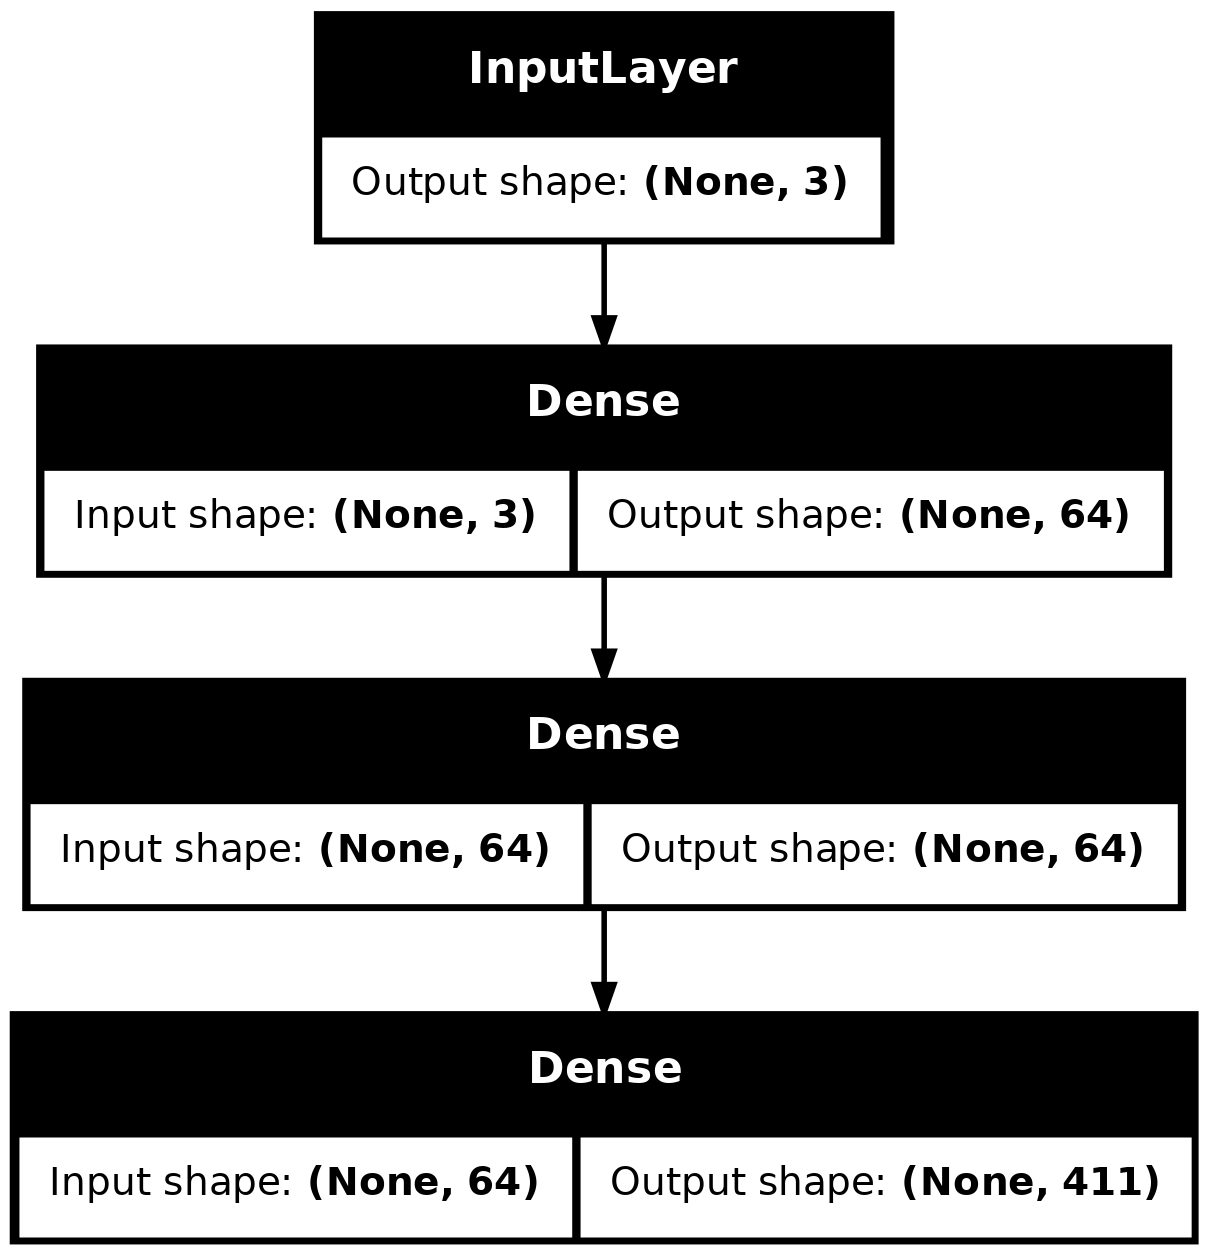 InputLayer
Output shape: (None, 3)
Dense
Input shape: (None, 3)
Output shape: (None, 64)
Dense
Input shape: (None, 64)
Output shape: (None, 64)
Dense
Input shape: (None, 64)
Output shape: (None, 411)